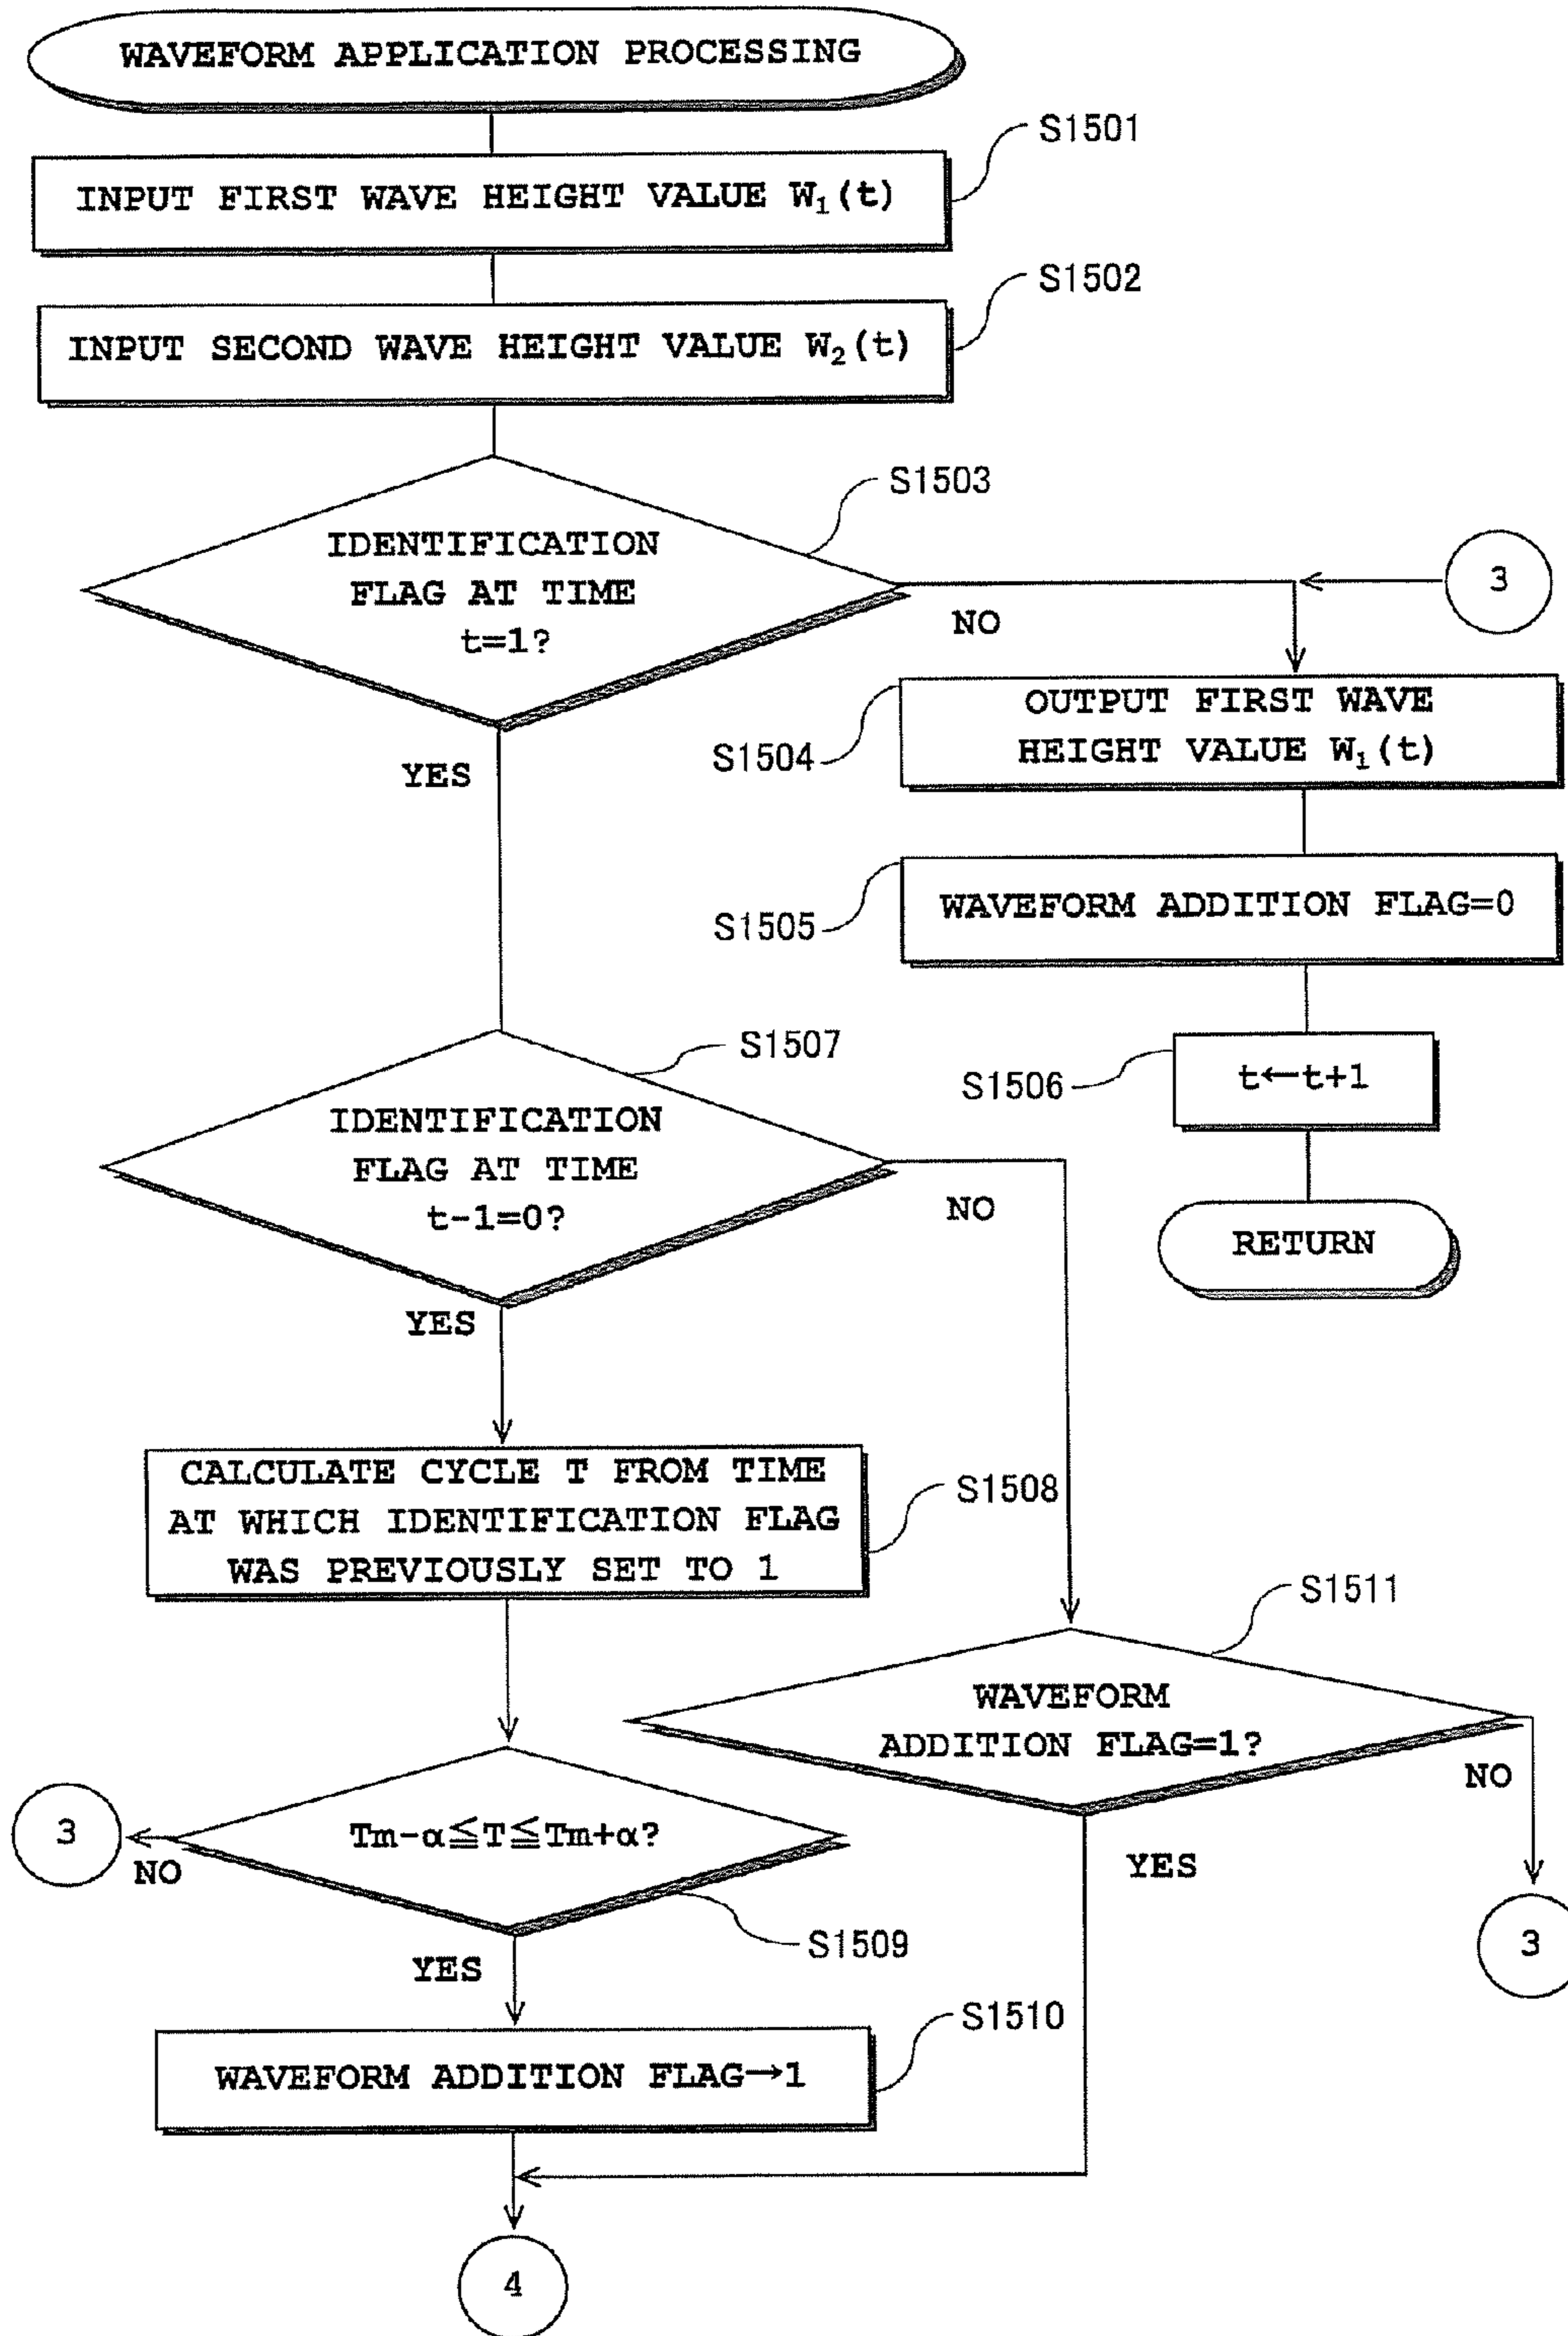 WAVEFORM APPLICATION PROCESSING
S1501
INPUT FIRST WAVE HEIGHT VALUE W₁(t)
S1502
INPUT SECOND WAVE HEIGHT VALUE W₂(t)
S1503
IDENTIFICATION
FLAG AT TIME
t=1?
NO
3
YES
S1504
OUTPUT FIRST WAVE
HEIGHT VALUE W₁(t)
S1505
WAVEFORM ADDITION FLAG=0
S1506
t←t+1
RETURN
S1507
IDENTIFICATION
FLAG AT TIME
t-1=0?
NO
YES
CALCULATE CYCLE T FROM TIME
AT WHICH IDENTIFICATION FLAG
WAS PREVIOUSLY SET TO 1
S1508
S1511
WAVEFORM
ADDITION FLAG=1?
NO
3
YES
3
NO
Tm-α≦T≦Tm+α?
S1509
YES
S1510
WAVEFORM ADDITION FLAG→1
4